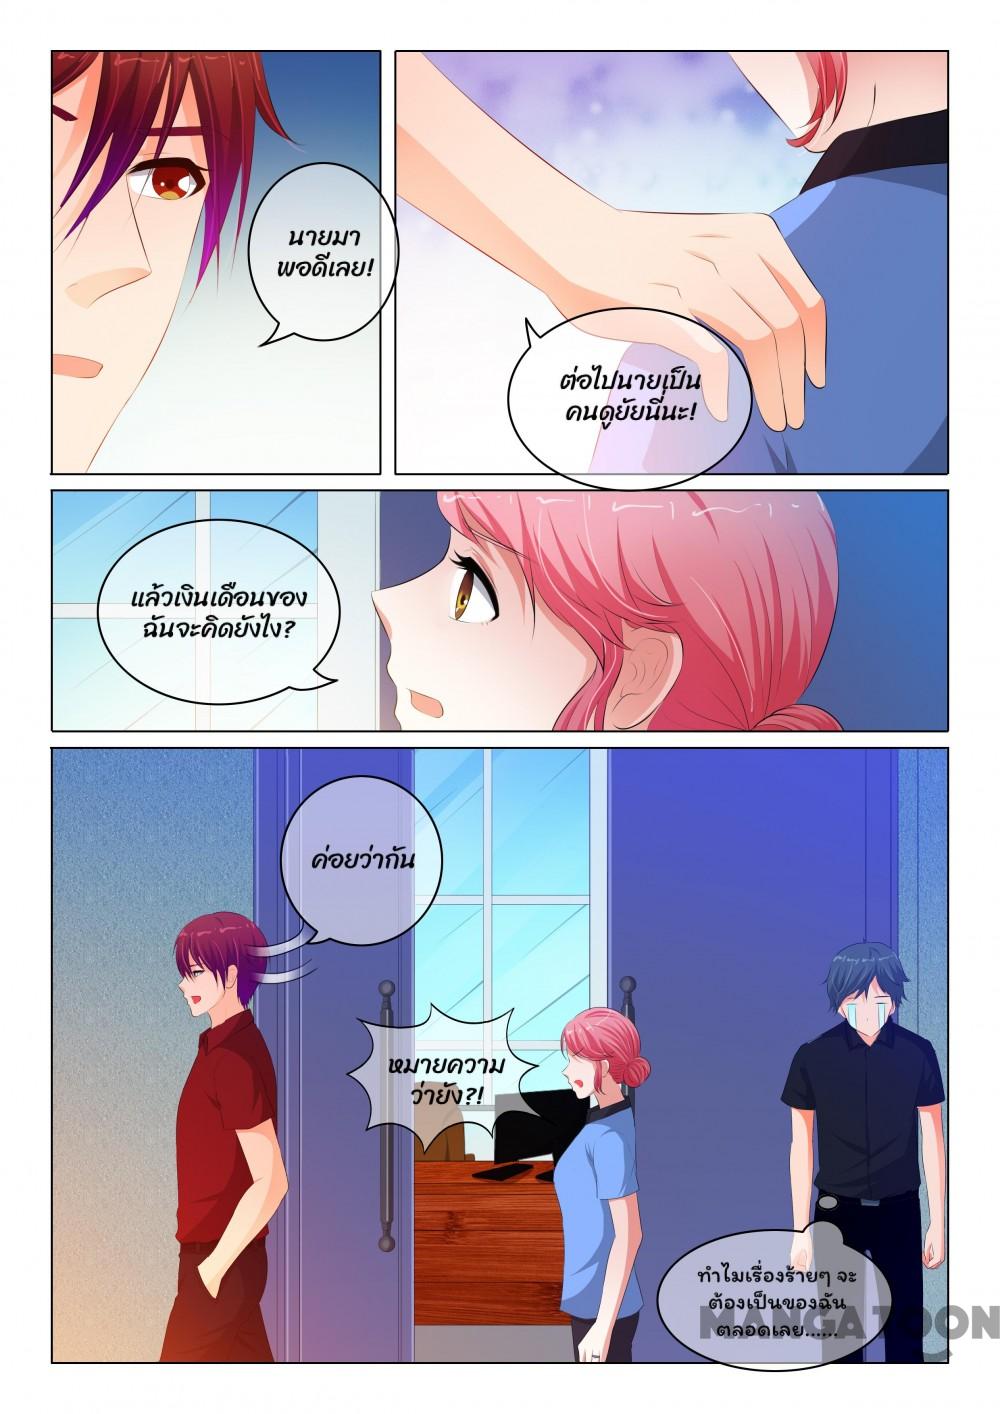 นายมา
พอดีเลย!
ต่อไปนายเป็น
คนดูยัยนี่นะ!
แล้วเงินเดือนของ
ฉันจะคิดยังไง?
ค่อยว่ากัน
หมายความ
ว่ายัง?!
ทำไมเรื่องร้ายๆ จะ
ต้องเป็นของฉัน
ตลอดเลย......
MANGATOON